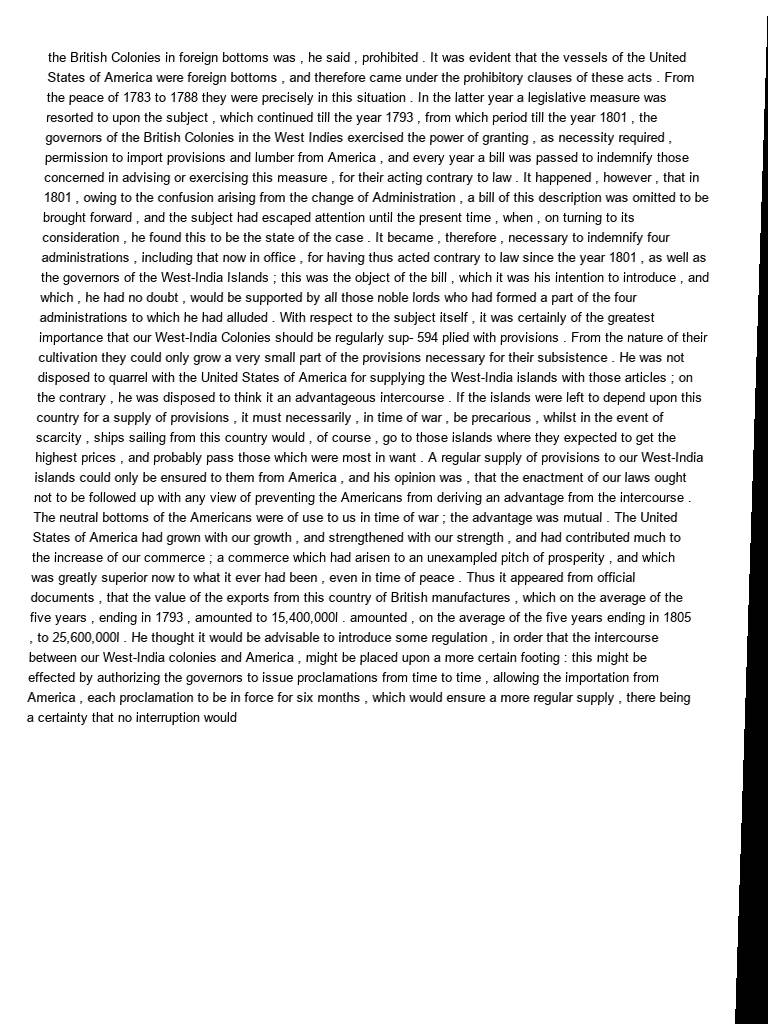 the British Colonies in foreign bottoms was , he said , prohibited . It was evident that the vessels of the United
States of America were foreign bottoms , and therefore came under the prohibitory clauses of these acts . From
the peace of 1783 to 1788 they were precisely in this situation . In the latter year a legislative measure was
resorted to upon the subject , which continued till the year 1793 , from which period till the year 1801 , the
governors of the British Colonies in the West Indies exercised the power of granting , as necessity required ,
permission to import provisions and lumber from America , and every year a bill was passed to indemnify those
concerned in advising or exercising this measure , for their acting contrary to law . It happened , however , that in
1801 , owing to the confusion arising from the change of Administration , a bill of this description was omitted to be
brought forward , and the subject had escaped attention until the present time , when , on turning to its
consideration , he found this to be the state of the case . It became , therefore , necessary to indemnify four
administrations , including that now in office , for having thus acted contrary to law since the year 1801 , as well as
the governors of the West-India Islands ; this was the object of the bill , which it was his intention to introduce , and
which , he had no doubt , would be supported by all those noble lords who had formed a part of the four
administrations to which he had alluded . With respect to the subject itself , it was certainly of the greatest
importance that our West-India Colonies should be regularly sup- 594 plied with provisions . From the nature of their
cultivation they could only grow a very small part of the provisions necessary for their subsistence . He was not
disposed to quarrel with the United States of America for supplying the West-India islands with those articles ; on
the contrary , he was disposed to think it an advantageous intercourse . If the islands were left to depend upon this
country for a supply of provisions , it must necessarily , in time of war , be precarious , whilst in the event of
scarcity , ships sailing from this country would , of course , go to those islands where they expected to get the
highest prices , and probably pass those which were most in want . A regular supply of provisions to our West-India
islands could only be ensured to them from America , and his opinion was , that the enactment of our laws ought
not to be followed up with any view of preventing the Americans from deriving an advantage from the intercourse .
The neutral bottoms of the Americans were of use to us in time of war ; the advantage was mutual . The United
States of America had grown with our growth , and strengthened with our strength , and had contributed much to
the increase of our commerce ; a commerce which had arisen to an unexampled pitch of prosperity , and which
was greatly superior now to what it ever had been , even in time of peace . Thus it appeared from official
documents , that the value of the exports from this country of British manufactures , which on the average of the
five years , ending in 1793 , amounted to 15,400,000l . amounted , on the average of the five years ending in 1805
, to 25,600,000l . He thought it would be advisable to introduce some regulation , in order that the intercourse
between our West-India colonies and America , might be placed upon a more certain footing : this might be
effected by authorizing the governors to issue proclamations from time to time , allowing the importation from
America , each proclamation to be in force for six months , which would ensure a more regular supply , there being
a certainty that no interruption would